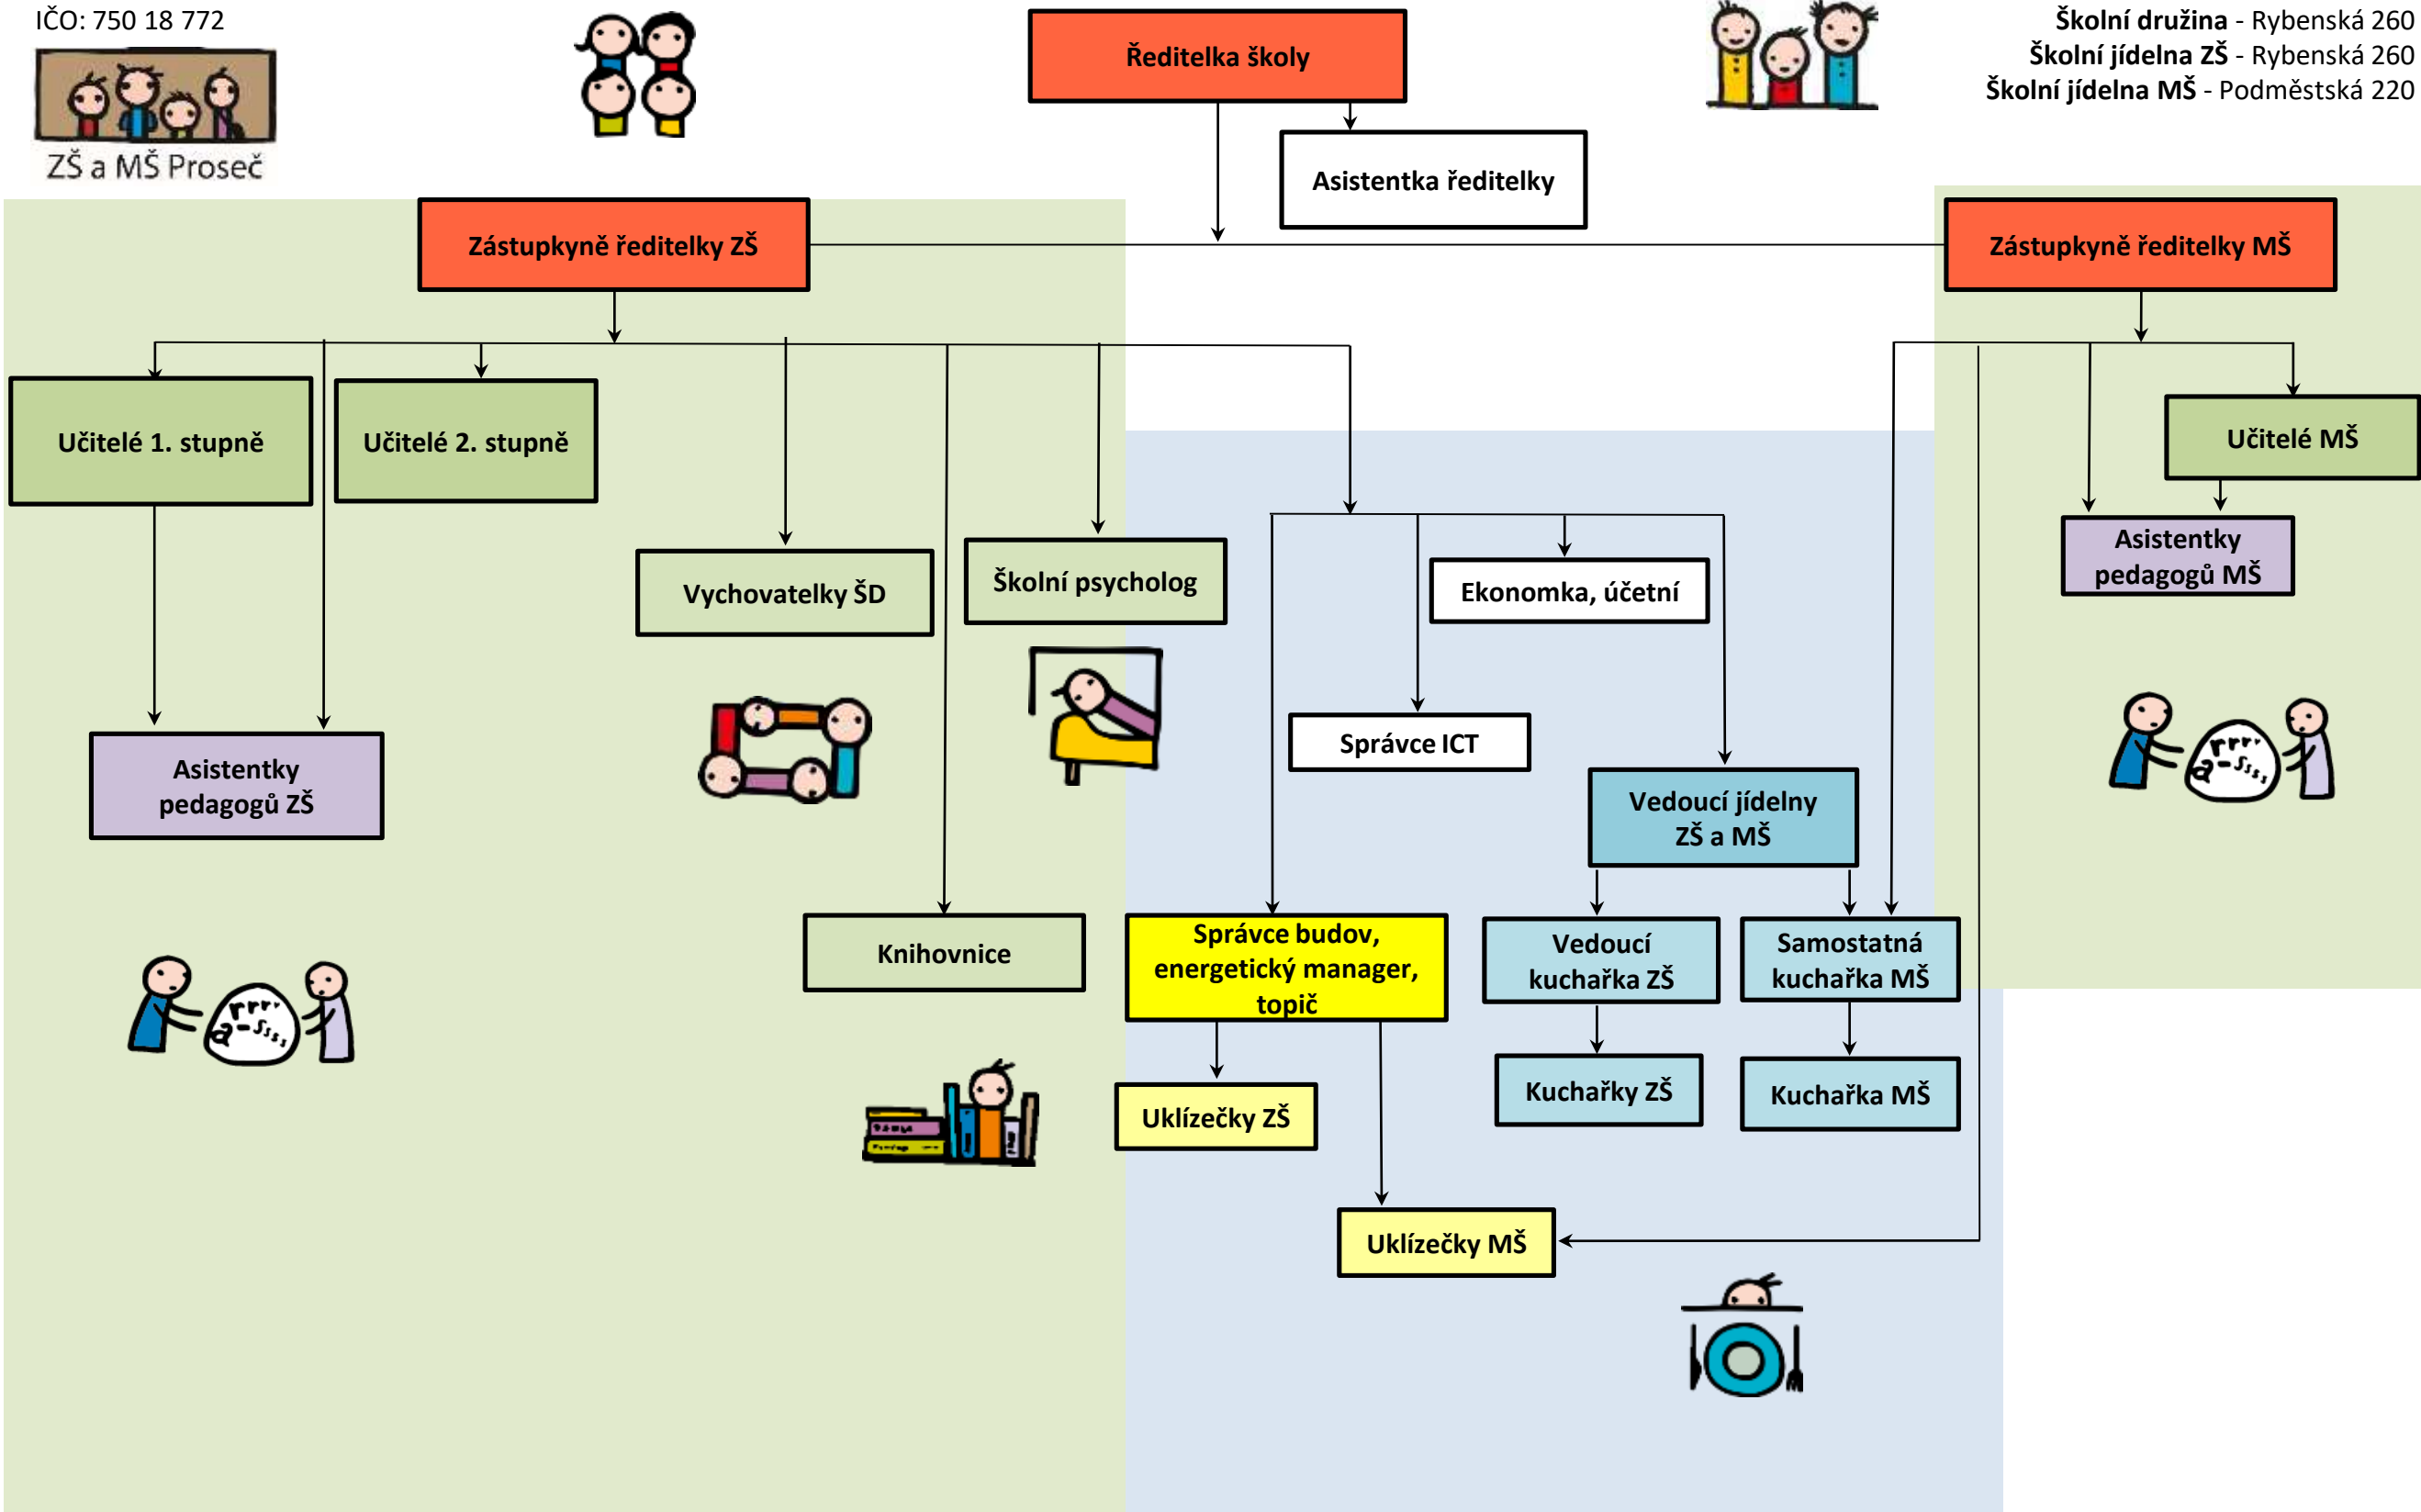 IČO: 750 18 772
ZŠ a MŠ Proseč
Ředitelka školy
Školní družina - Rybenská 260
Školní jídelna ZŠ - Rybenská 260
Školní jídelna MŠ - Podměstská 220
Asistentka ředitelky
Zástupkyně ředitelky ZŠ
Zástupkyně ředitelky MŠ
Učitelé 1. stupně
Učitelé 2. stupně
Učitelé MŠ
Vychovatelky ŠD
Školní psycholog
Ekonomka, účetní
Asistentky
pedagogů MŠ
Správce ICT
Asistentky
pedagogů ZŠ
Vedoucí jídelny
ZŠ a MŠ
Knihovnice
Správce budov,
energetický manager,
topič
Vedoucí
kuchařka ZŠ
Samostatná
kuchařka MŠ
Uklízečky ZŠ
Kuchařky ZŠ
Kuchařka MŠ
Uklízečky MŠ
rrrr
a-ssss
rrrr
a-ssss